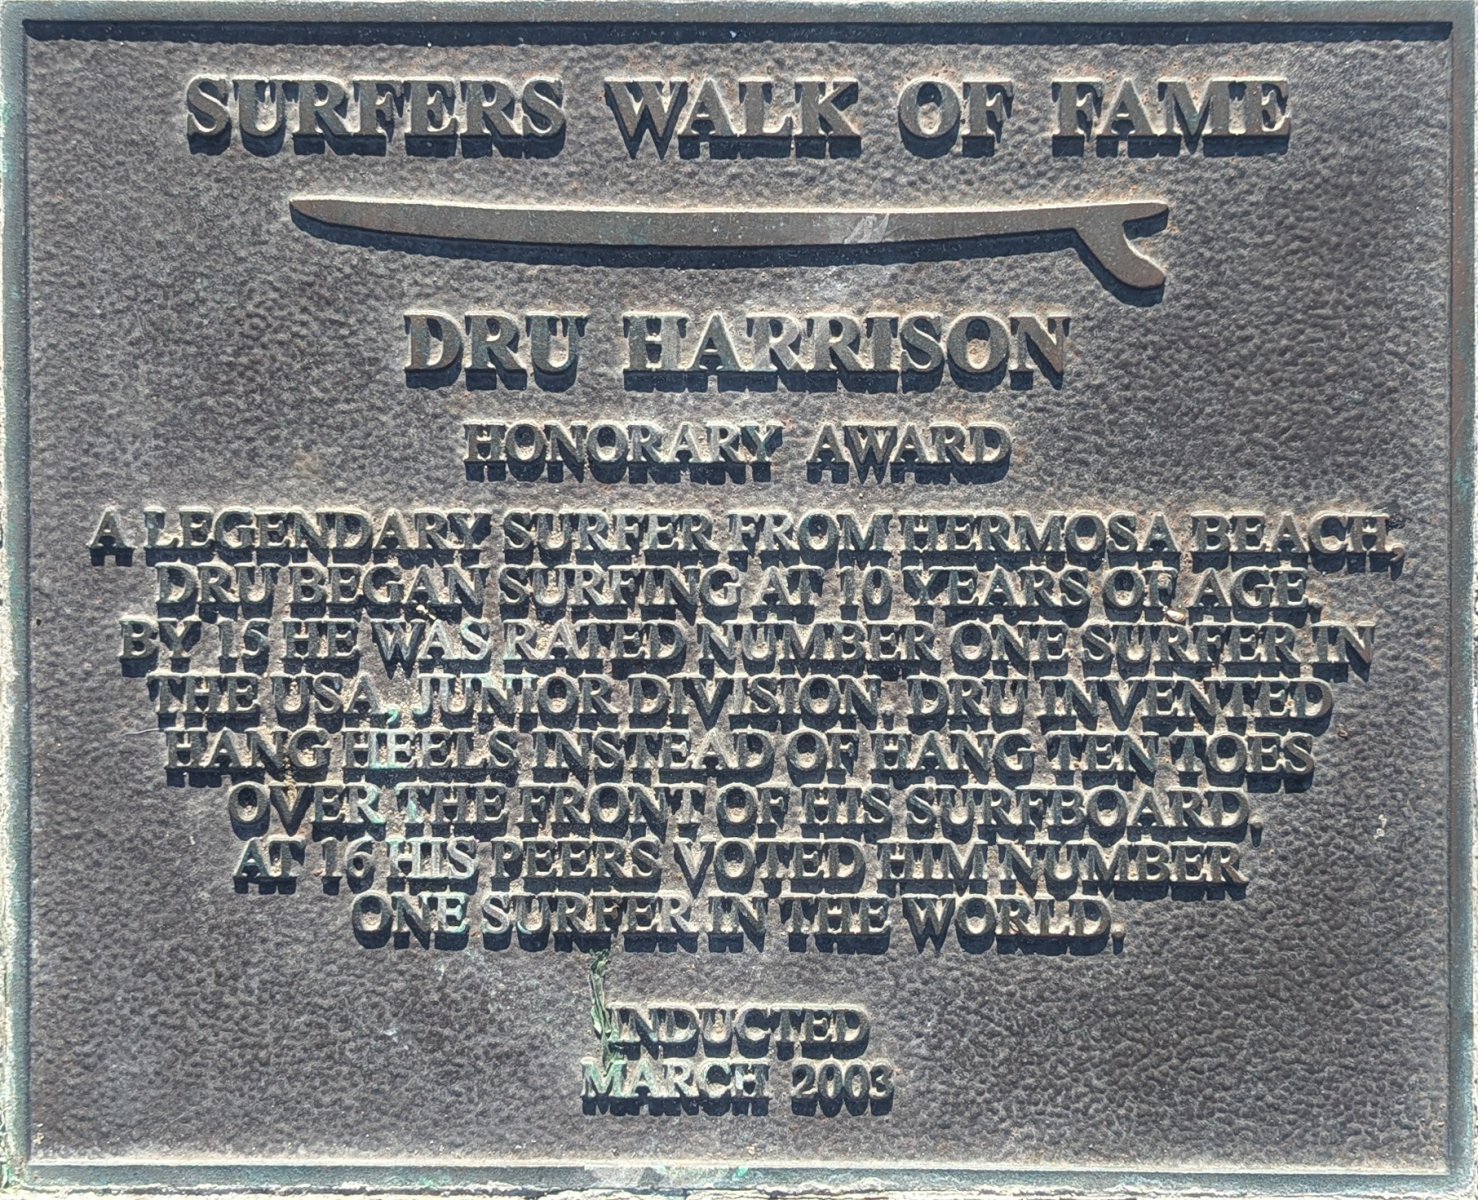 SURFERS WALK OF FAME
DRU HARRISON
HONORARY AWARD
A LEGENDARY SURFER FROM HERMOSA BEACH,
DRU BEGAN SURFING AT 10 YEARS OF AGE.
BY 15 HE WAS RATED NUMBER ONE SURFER IN
THE USA, JUNIOR DIVISION. DRU INVENTED
HANG HEELS INSTEAD OF HANG TEN TOES
OVER THE FRONT OF HIS SURFBOARD,
AT 16 HIS PEERS VOTED HIM NUMBER
ONE SURFER IN THE WORLD.
INDUCTED
MARCH 2003